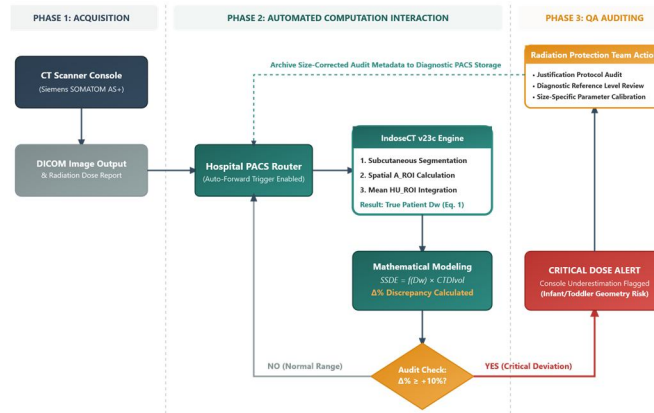 PHASE 1: ACQUISITION
PHASE 2: AUTOMATED COMPUTATION INTERACTION
PHASE 3: QA AUDITING
CT Scanner Console
(Siemens SOMATOM AS+)
DICOM Image Output
& Radiation Dose Report
Archive Size-Corrected Audit Metadata to Diagnostic PACS Storage
Hospital PACS Router
(Auto-Forward Trigger Enabled)
IndoseCT v23c Engine
1. Subcutaneous Segmentation
2. Spatial A_ROI Calculation
3. Mean HU_ROI Integration
Result: True Patient Dw (Eq. 1)
Mathematical Modeling
SSDE = f(Dw) × CTDIvol
Δ% Discrepancy Calculated
Audit Check:
Δ% ≥ +10%?
NO (Normal Range)
YES (Critical Deviation)
Radiation Protection Team Action
• Justification Protocol Audit
• Diagnostic Reference Level Review
• Size-Specific Parameter Calibration
CRITICAL DOSE ALERT
Console Underestimation Flagged
(Infant/Toddler Geometry Risk)